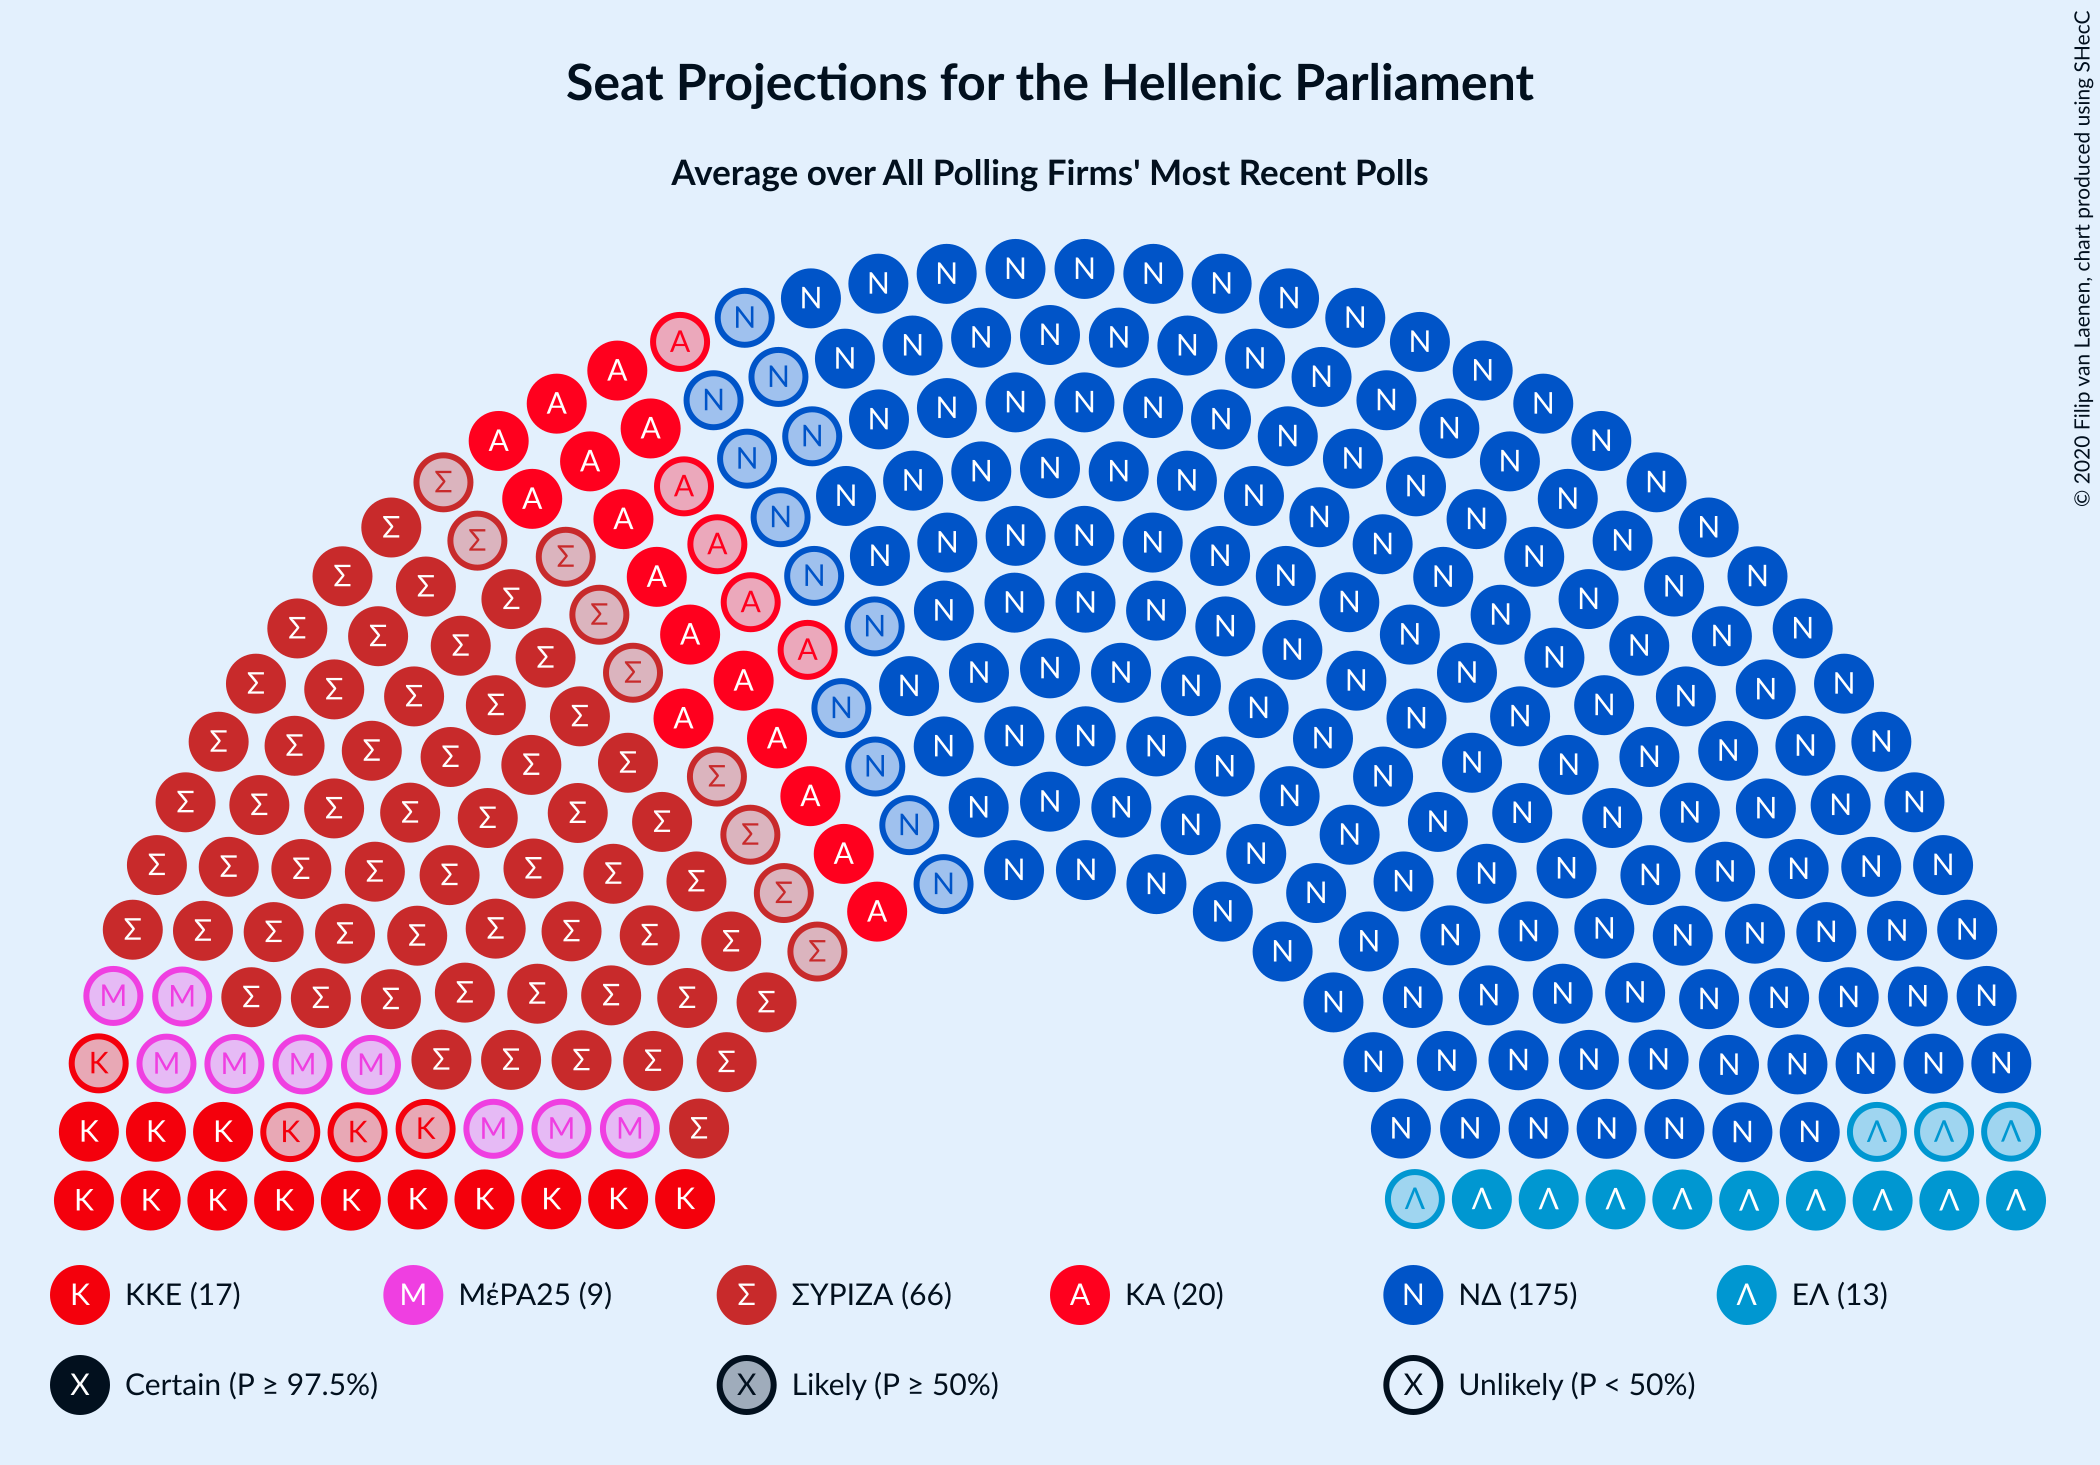 Seat Projections for the Hellenic Parliament
Average over All Polling Firms' Most Recent Polls
© 2020 Filip van Laenen, chart produced using SHecC
Κ ΚΚΕ (17) Μ ΜέΡΑ25 (9) Σ ΣΥΡΙΖΑ (66) Α ΚΑ (20) Ν ΝΔ (175) Λ ΕΛ (13)
X Certain (P ≥ 97.5%) X Likely (P ≥ 50%) X Unlikely (P < 50%)